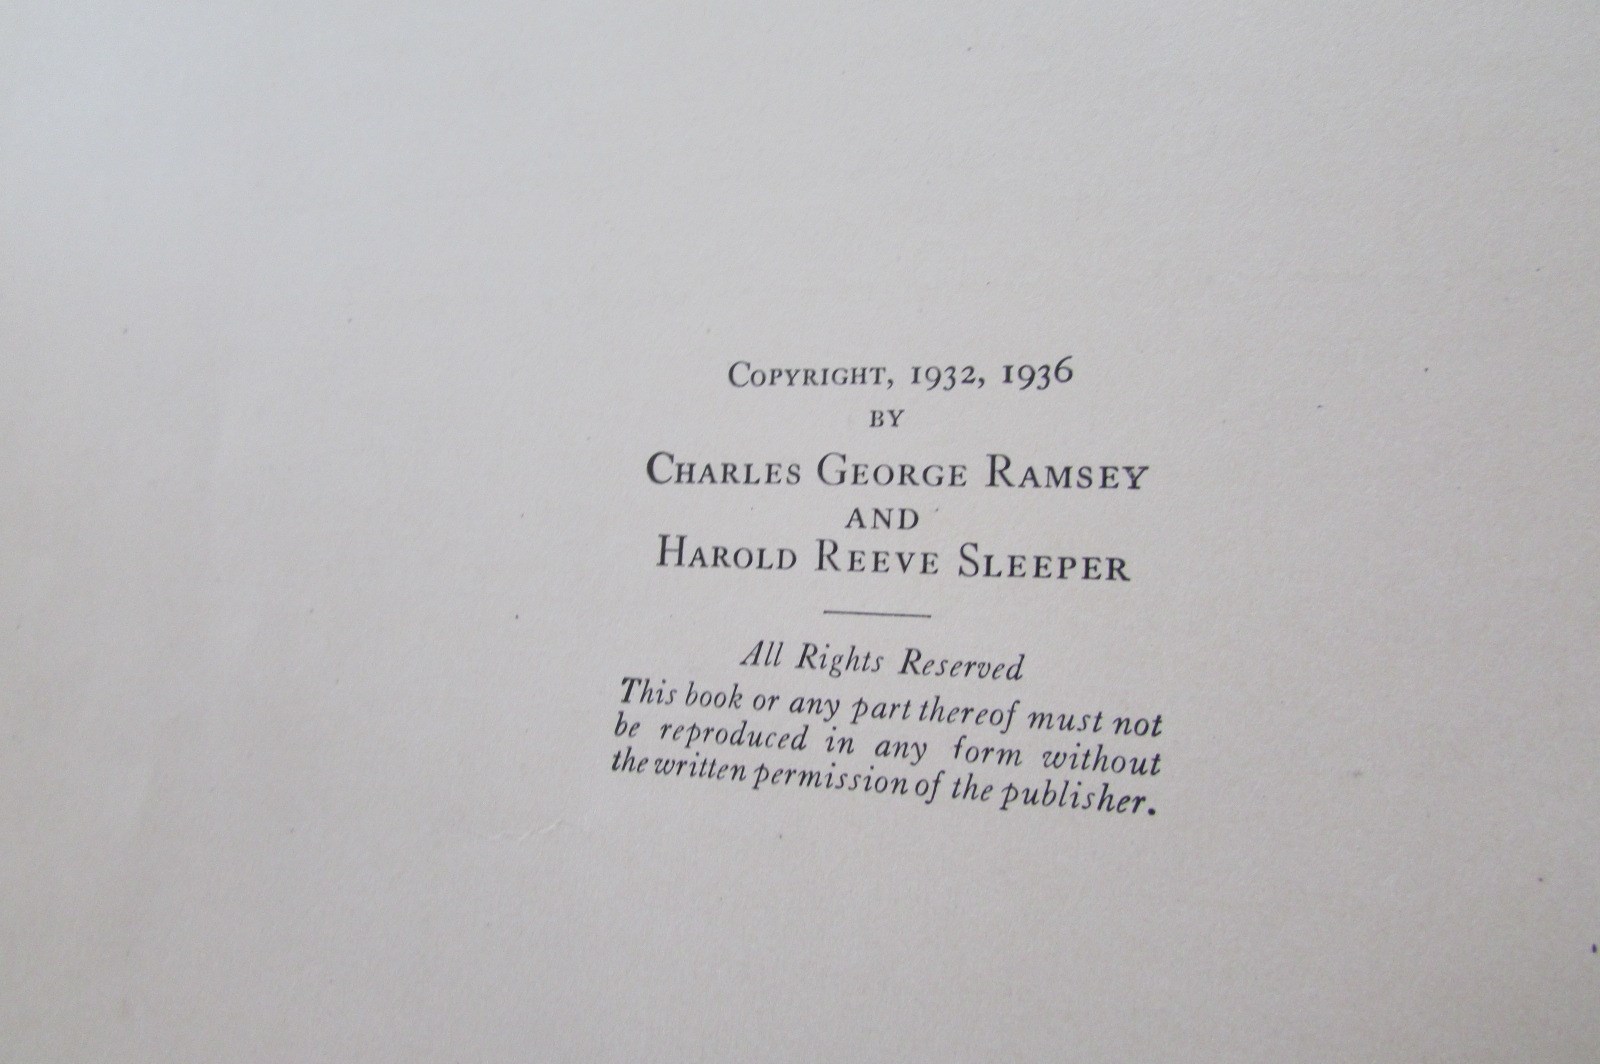 Copyright, 1932, 1936
by
Charles George Ramsey
and
Harold Reeve Sleeper
All Rights Reserved
This book or any part thereof must not
be reproduced in any form without
the written permission of the publisher.